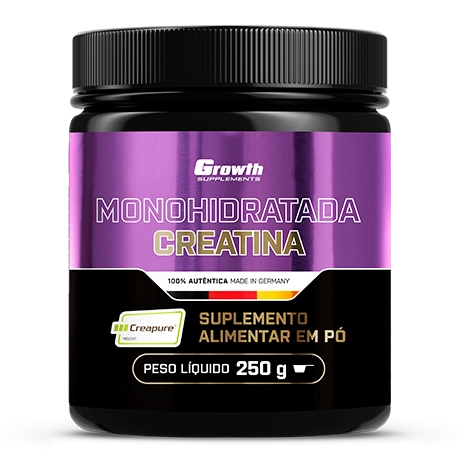 Growth
SUPPLEMENTS
MONOHIDRATADA
CREATINA
100% AUTÊNTICA MADE IN GERMANY
Creapure®
SUPLEMENTO
ALIMENTAR EM PÓ
PESO LÍQUIDO 250 g